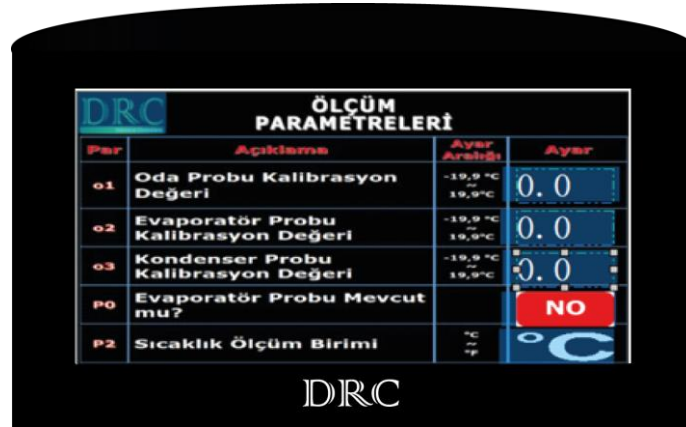 DRC
ÖLÇÜM
PARAMETRELERİ
Par Açıklama Ayar Aralığı Ayar
o1 Oda Probu Kalibrasyon Değeri -19,9 °C ~ 19,9°C 0.0
o2 Evaporatör Probu Kalibrasyon Değeri -19,9 °C ~ 19,9°C 0.0
o3 Kondenser Probu Kalibrasyon Değeri -19,9 °C ~ 19,9°C 0.0
P0 Evaporatör Probu Mevcut mu? NO
P2 Sıcaklık Ölçüm Birimi °C ~ °F °C
DRC